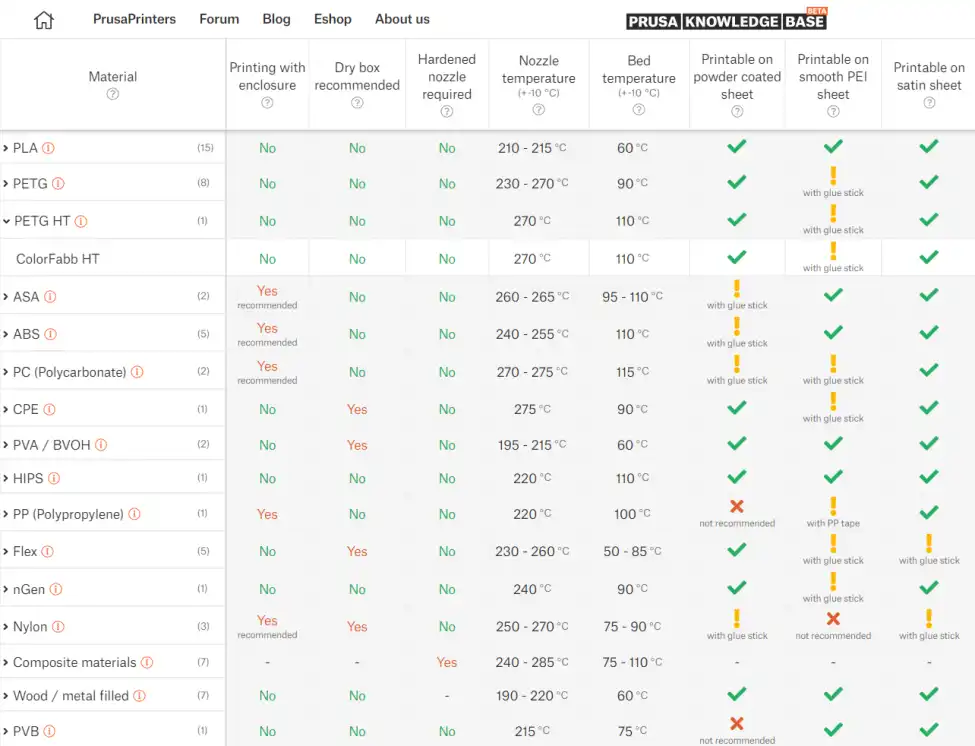 PrusaPrinters Forum Blog Eshop About us PRUSA KNOWLEDGE BASE BETA
Material ? Printing with enclosure ? Dry box recommended ? Hardened nozzle required ? Nozzle temperature (+-10 °C) ? Bed temperature (+-10 °C) ? Printable on powder coated sheet ? Printable on smooth PEI sheet ? Printable on satin sheet ?
PLA (15) No No No 210 - 215 °C 60 °C
PETG (8) No No No 230 - 270 °C 90 °C with glue stick
PETG HT (1) No No No 270 °C 110 °C with glue stick
ColorFabb HT No No No 270 °C 110 °C with glue stick
ASA (2) Yes recommended No No 260 - 265 °C 95 - 110 °C with glue stick
ABS (5) Yes recommended No No 240 - 255 °C 110 °C with glue stick
PC (Polycarbonate) (2) Yes recommended No No 270 - 275 °C 115 °C with glue stick with glue stick
CPE (1) No Yes No 275 °C 90 °C with glue stick
PVA / BVOH (2) No Yes No 195 - 215 °C 60 °C
HIPS (1) No No No 220 °C 110 °C
PP (Polypropylene) (1) Yes No No 220 °C 100 °C not recommended with PP tape
Flex (5) No Yes No 230 - 260 °C 50 - 85 °C with glue stick with glue stick
nGen (1) No No No 240 °C 90 °C with glue stick
Nylon (3) Yes recommended Yes No 250 - 270 °C 75 - 90 °C with glue stick not recommended with glue stick
Composite materials (7) - - Yes 240 - 285 °C 75 - 110 °C - - -
Wood / metal filled (7) No No - 190 - 220 °C 60 °C
PVB (1) No No No 215 °C 75 °C not recommended